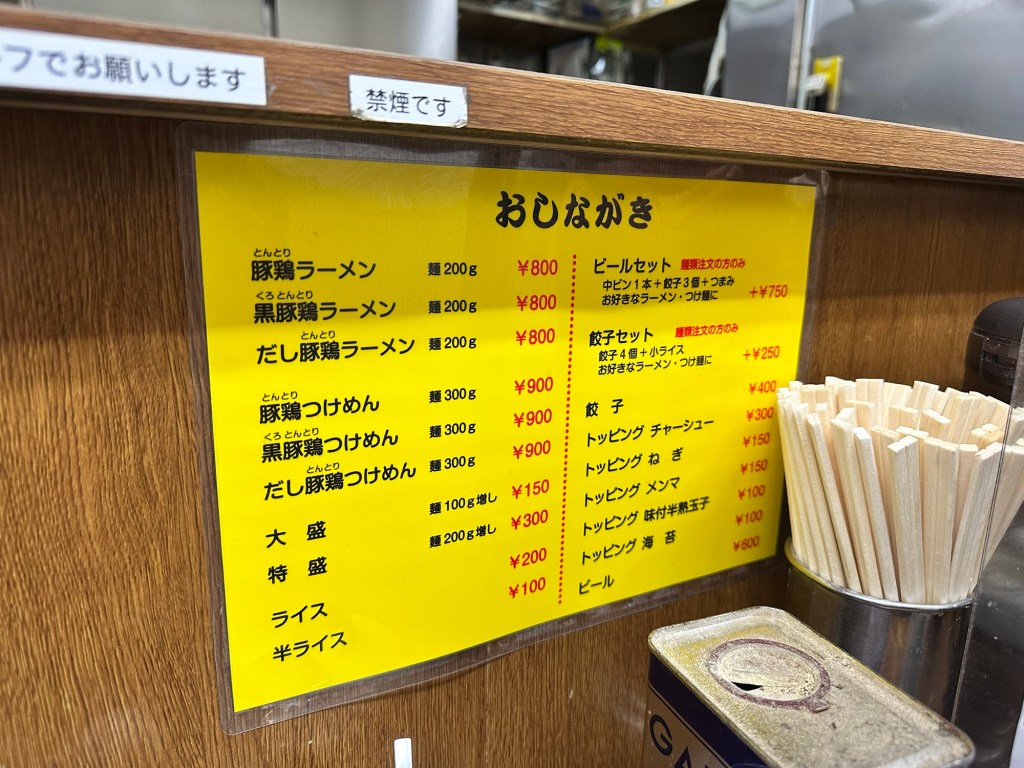 フでお願いします
禁煙です
おしながき
とんとり
豚鶏ラーメン 麺200g ¥800
くろ とんとり
黒豚鶏ラーメン 麺200g ¥800
とんとり
だし豚鶏ラーメン 麺200g ¥800
とんとり
豚鶏つけめん 麺300g ¥900
くろ とんとり
黒豚鶏つけめん 麺300g ¥900
とんとり
だし豚鶏つけめん 麺300g ¥900
大 盛 麺100g増し ¥150
特 盛 麺200g増し ¥300
ライス ¥200
半ライス ¥100
ビールセット 麺類注文の方のみ
中ビン1本+餃子3個+つまみ
お好きなラーメン・つけ麺に +¥750
餃子セット 麺類注文の方のみ
餃子4個+小ライス
お好きなラーメン・つけ麺に +¥250
餃 子 ¥400
トッピング チャーシュー ¥300
トッピング ね ぎ ¥150
トッピング メンマ ¥150
トッピング 味付半熟玉子 ¥100
トッピング 海 苔 ¥100
ビール ¥600
GA